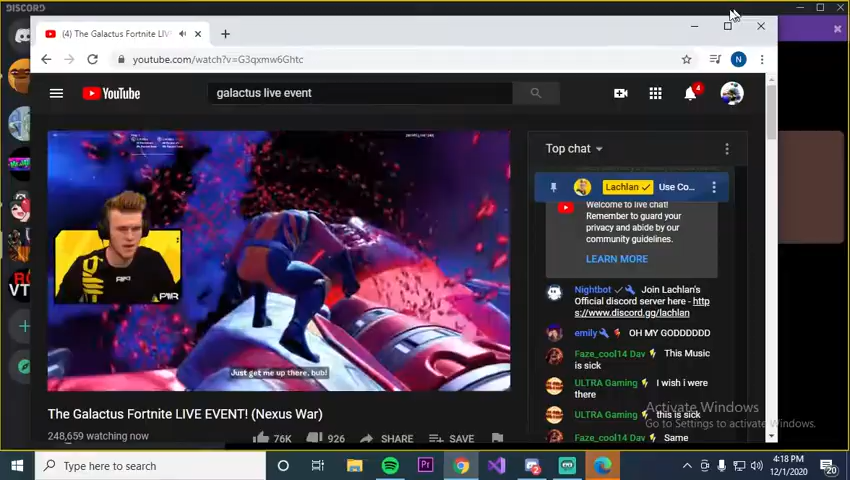 DISCORD
(4) The Galactus Fortnite LIV
youtube.com/watch?v=G3qxmw6Ghtc
N
YouTube
galactus live event
4
Top chat
Lachlan Use Co...
Welcome to live chat!
Remember to guard your
privacy and abide by our
community guidelines.
LEARN MORE
Nightbot Join Lachlan's
Official discord server here - http
s://www.discord.gg/lachlan
emily OH MY GODDDDDD
Faze_cool14 Dav This Music
is sick
ULTRA Gaming I wish i were
there
ULTRA Gaming this is sick
Faze_cool14 Dav Same
Just get me up there, bub!
PWR
The Galactus Fortnite LIVE EVENT! (Nexus War)
248,659 watching now
76K
926
SHARE
SAVE
Activate Windows
Go to Settings to activate Windows.
VT
Type here to search
Pr
4:18 PM
12/1/2020
20